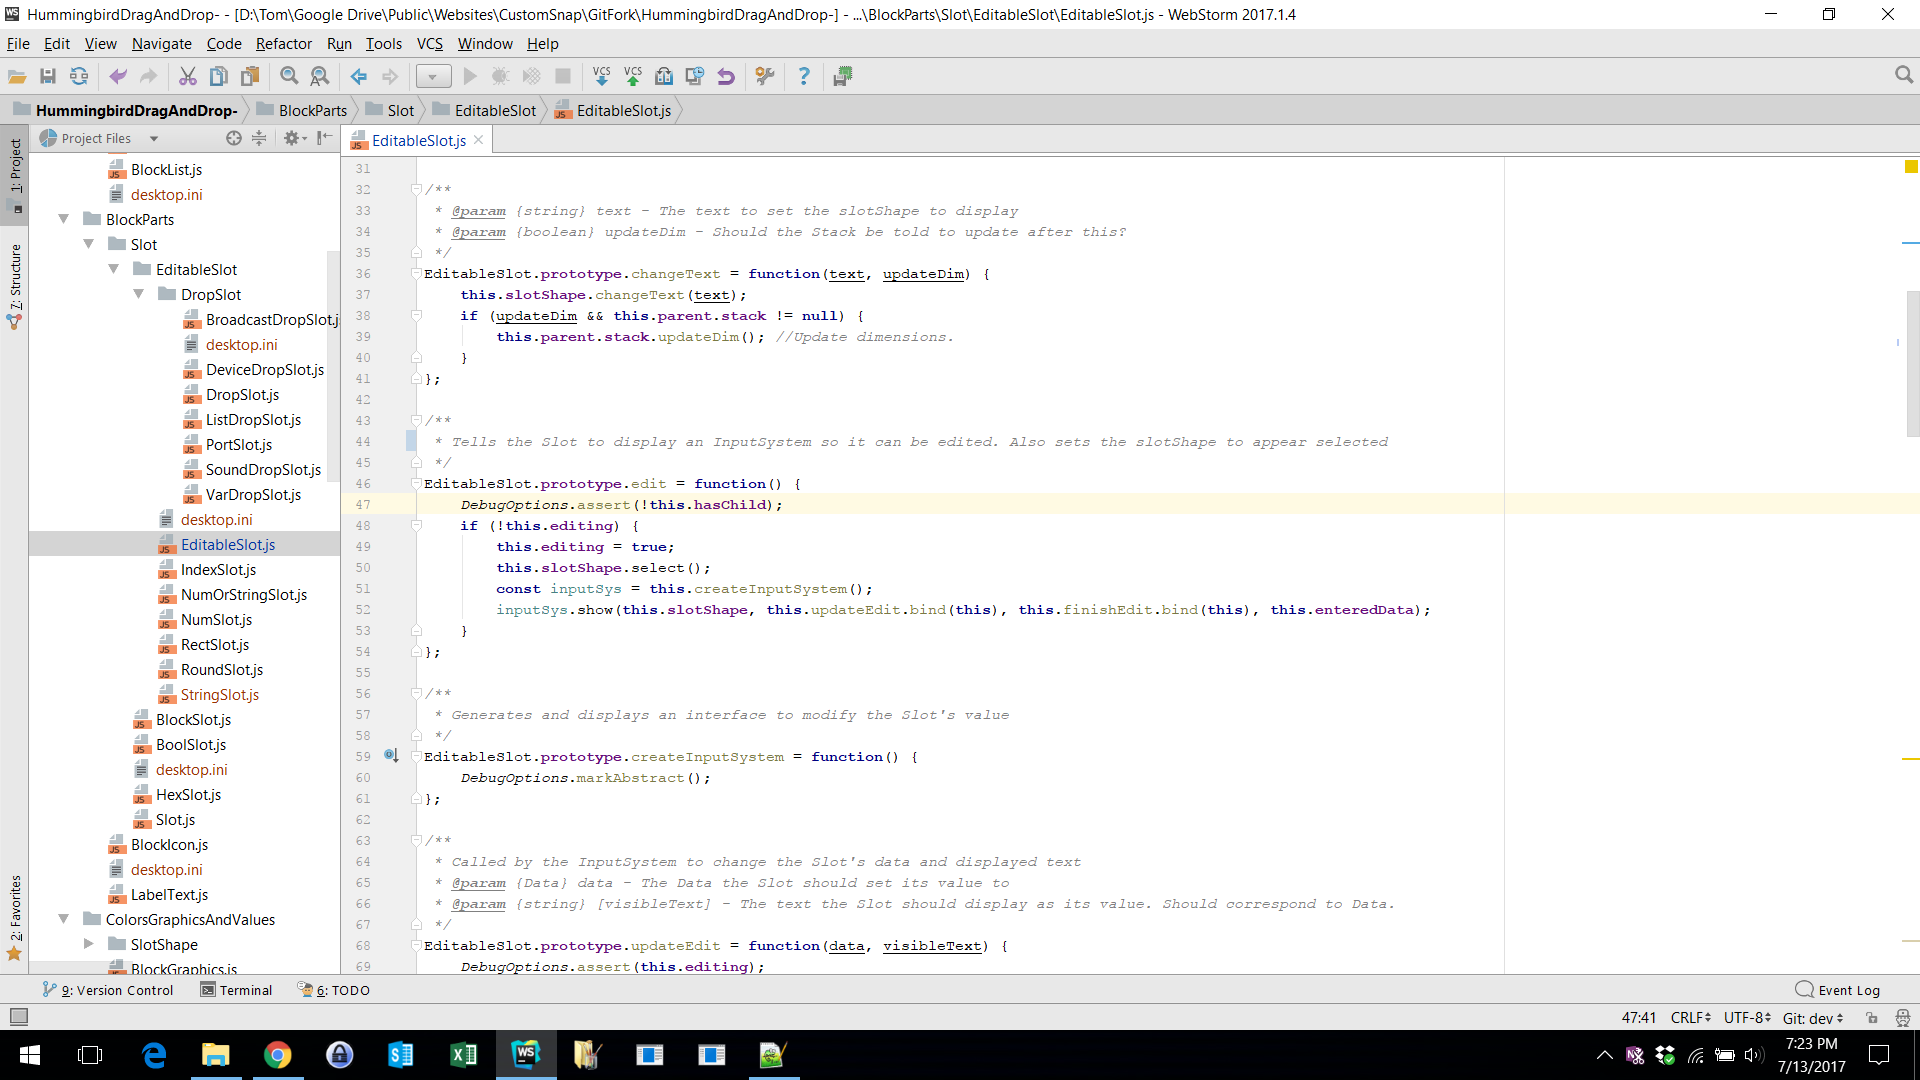 HummingbirdDragAndDrop- - [D:\Tom\Google Drive\Public\Websites\CustomSnap\GitFork\HummingbirdDragAndDrop-] - ...\BlockParts\Slot\EditableSlot\EditableSlot.js - WebStorm 2017.1.4
File Edit View Navigate Code Refactor Run Tools VCS Window Help
VCS VCS
HummingbirdDragAndDrop- BlockParts Slot EditableSlot EditableSlot.js
Project Files
EditableSlot.js
1: Project
7: Structure
2: Favorites
BlockList.js
desktop.ini
BlockParts
Slot
EditableSlot
DropSlot
BroadcastDropSlot.j
desktop.ini
DeviceDropSlot.js
DropSlot.js
ListDropSlot.js
PortSlot.js
SoundDropSlot.js
VarDropSlot.js
desktop.ini
EditableSlot.js
IndexSlot.js
NumOrStringSlot.js
NumSlot.js
RectSlot.js
RoundSlot.js
StringSlot.js
BlockSlot.js
BoolSlot.js
desktop.ini
HexSlot.js
Slot.js
BlockIcon.js
desktop.ini
LabelText.js
ColorsGraphicsAndValues
SlotShape
BlockGraphics.js
31
32 /**
33 * @param {string} text - The text to set the slotShape to display
34 * @param {boolean} updateDim - Should the Stack be told to update after this?
35 */
36 EditableSlot.prototype.changeText = function(text, updateDim) {
37 this.slotShape.changeText(text);
38 if (updateDim && this.parent.stack != null) {
39 this.parent.stack.updateDim(); //Update dimensions.
40 }
41 };
42
43 /**
44 * Tells the Slot to display an InputSystem so it can be edited. Also sets the slotShape to appear selected
45 */
46 EditableSlot.prototype.edit = function() {
47 DebugOptions.assert(!this.hasChild);
48 if (!this.editing) {
49 this.editing = true;
50 this.slotShape.select();
51 const inputSys = this.createInputSystem();
52 inputSys.show(this.slotShape, this.updateEdit.bind(this), this.finishEdit.bind(this), this.enteredData);
53 }
54 };
55
56 /**
57 * Generates and displays an interface to modify the Slot's value
58 */
59 EditableSlot.prototype.createInputSystem = function() {
60 DebugOptions.markAbstract();
61 };
62
63 /**
64 * Called by the InputSystem to change the Slot's data and displayed text
65 * @param {Data} data - The Data the Slot should set its value to
66 * @param {string} [visibleText] - The text the Slot should display as its value. Should correspond to Data.
67 */
68 EditableSlot.prototype.updateEdit = function(data, visibleText) {
69 DebugOptions.assert(this.editing);
9: Version Control Terminal 6: TODO Event Log
47:41 CRLF UTF-8 Git: dev
7:23 PM
7/13/2017